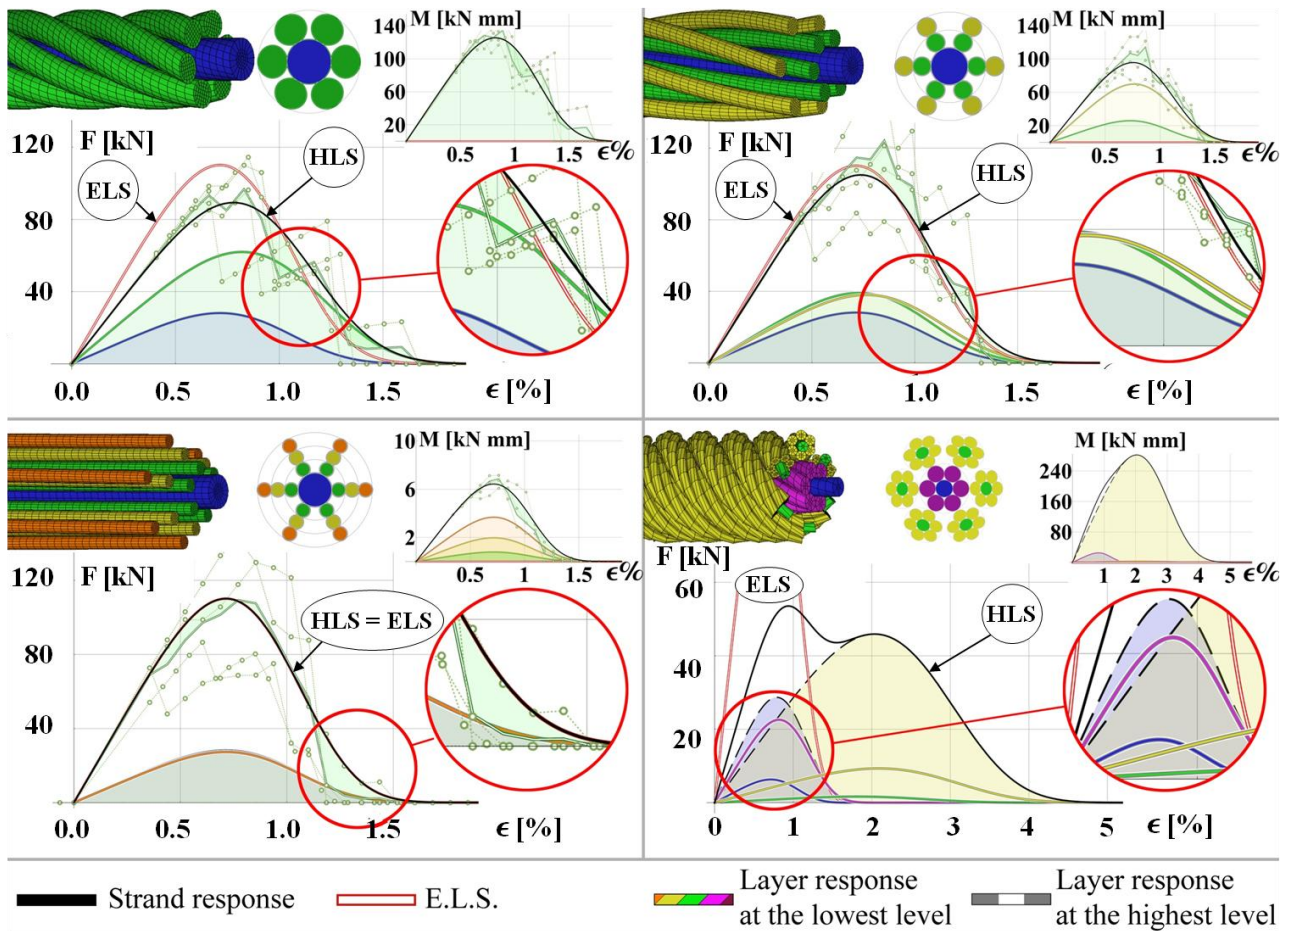 M [kN mm]
140
100
60
20
0.5
1
1.5
ϵ%
F [kN]
120
80
40
ELS
HLS
0.0
0.5
1.0
1.5
ϵ [%]
M [kN mm]
140
100
60
20
0.5
1
1.5
ϵ%
F [kN]
120
80
40
ELS
HLS
0.0
0.5
1.0
1.5
ϵ [%]
M [kN mm]
10
6
2
0.5
1
1.5
ϵ%
F [kN]
120
80
40
HLS = ELS
0.0
0.5
1.0
1.5
ϵ [%]
M [kN mm]
240
160
80
1
2
3
4
5
ϵ%
F [kN]
60
40
20
ELS
HLS
0
1
2
3
4
5
ϵ [%]
Strand response
E.L.S.
Layer response
at the lowest level
Layer response
at the highest level